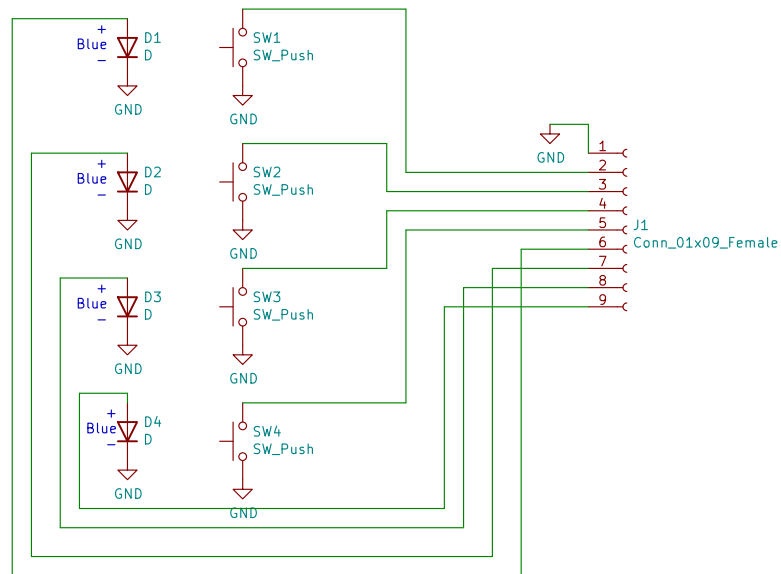 +
Blue
−
D1
D
GND
SW1
SW_Push
GND
+
Blue
−
D2
D
GND
SW2
SW_Push
GND
+
Blue
−
D3
D
GND
SW3
SW_Push
GND
+
Blue
−
D4
D
GND
SW4
SW_Push
GND
GND
1
2
3
4
5
6
7
8
9
J1
Conn_01x09_Female